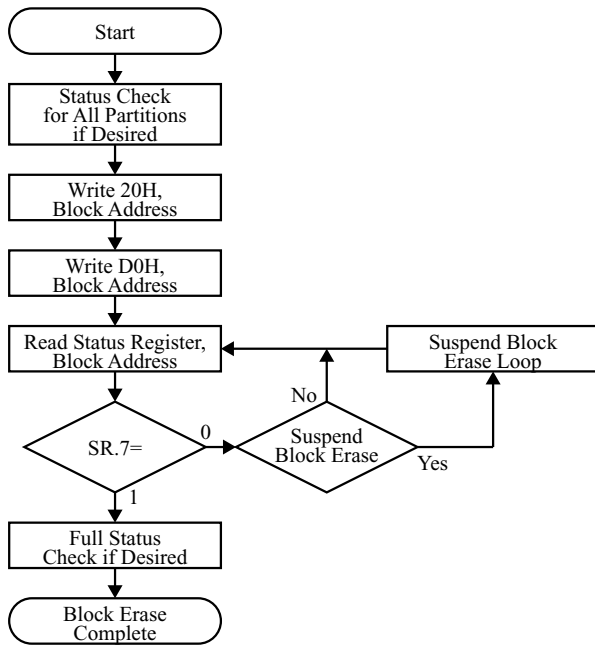 Start
Status Check
for All Partitions
if Desired
Write 20H,
Block Address
Write D0H,
Block Address
Read Status Register,
Block Address
Suspend Block
Erase Loop
SR.7=
0
No
Suspend
Block Erase
Yes
1
Full Status
Check if Desired
Block Erase
Complete